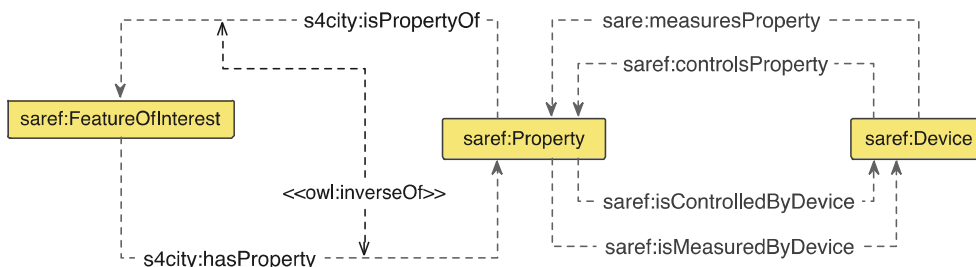 s4city:isPropertyOf
sare:measuresProperty
saref:controlsProperty
saref:FeatureOfInterest
saref:Property
saref:Device
<<owl:inverseOf>>
saref:isControlledByDevice
saref:isMeasuredByDevice
s4city:hasProperty